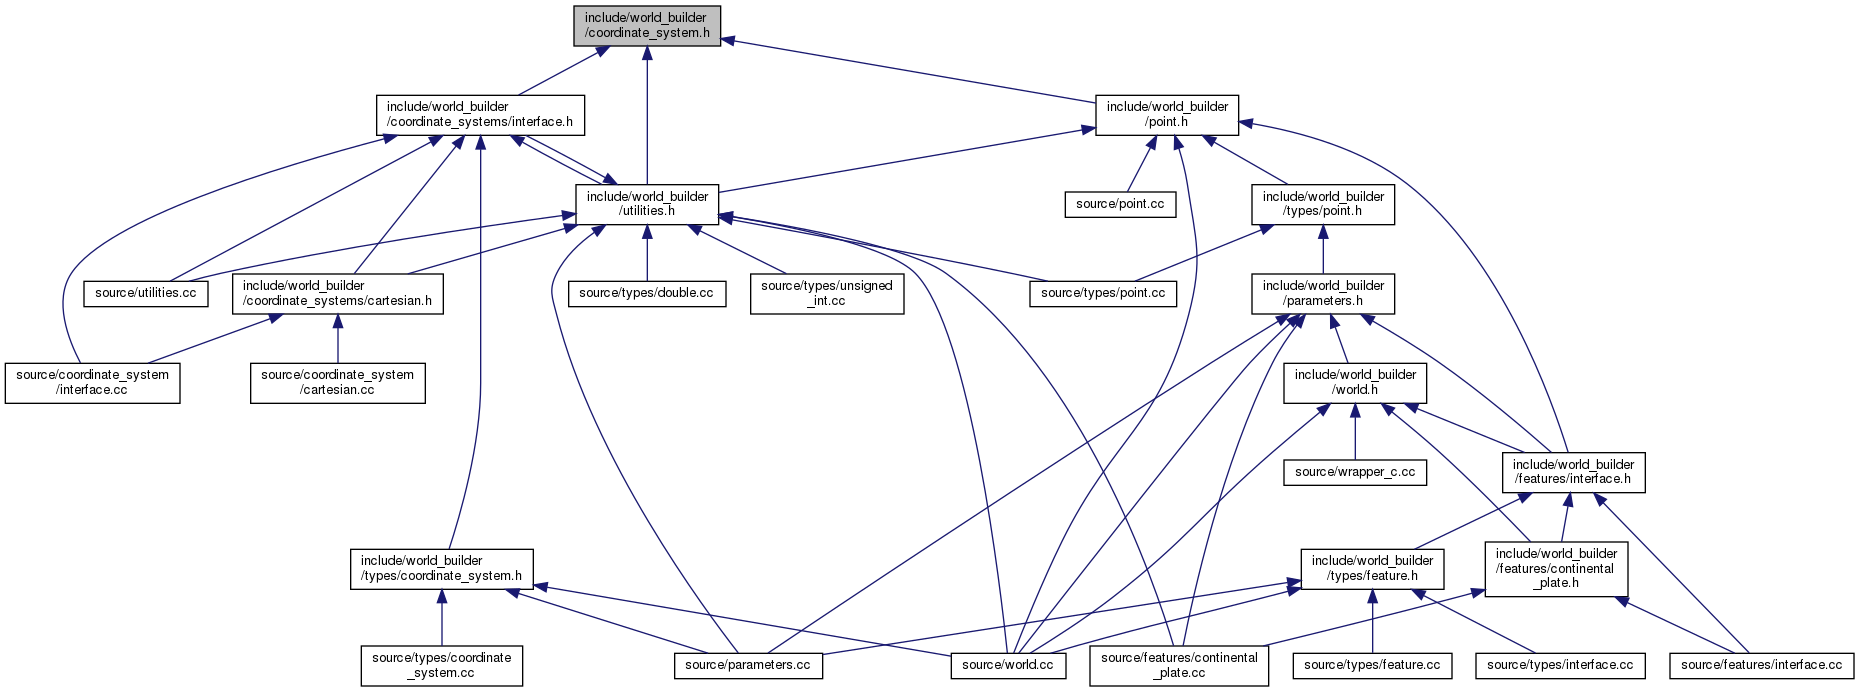 include/world_builder
/coordinate_system.h
include/world_builder
/coordinate_systems/interface.h
include/world_builder
/point.h
include/world_builder
/utilities.h
source/point.cc
include/world_builder
/types/point.h
source/utilities.cc
include/world_builder
/coordinate_systems/cartesian.h
source/types/double.cc
source/types/unsigned
_int.cc
source/types/point.cc
include/world_builder
/parameters.h
source/coordinate_system
/interface.cc
source/coordinate_system
/cartesian.cc
include/world_builder
/world.h
source/wrapper_c.cc
include/world_builder
/features/interface.h
include/world_builder
/types/coordinate_system.h
include/world_builder
/types/feature.h
include/world_builder
/features/continental
_plate.h
source/types/coordinate
_system.cc
source/parameters.cc
source/world.cc
source/features/continental
_plate.cc
source/types/feature.cc
source/types/interface.cc
source/features/interface.cc